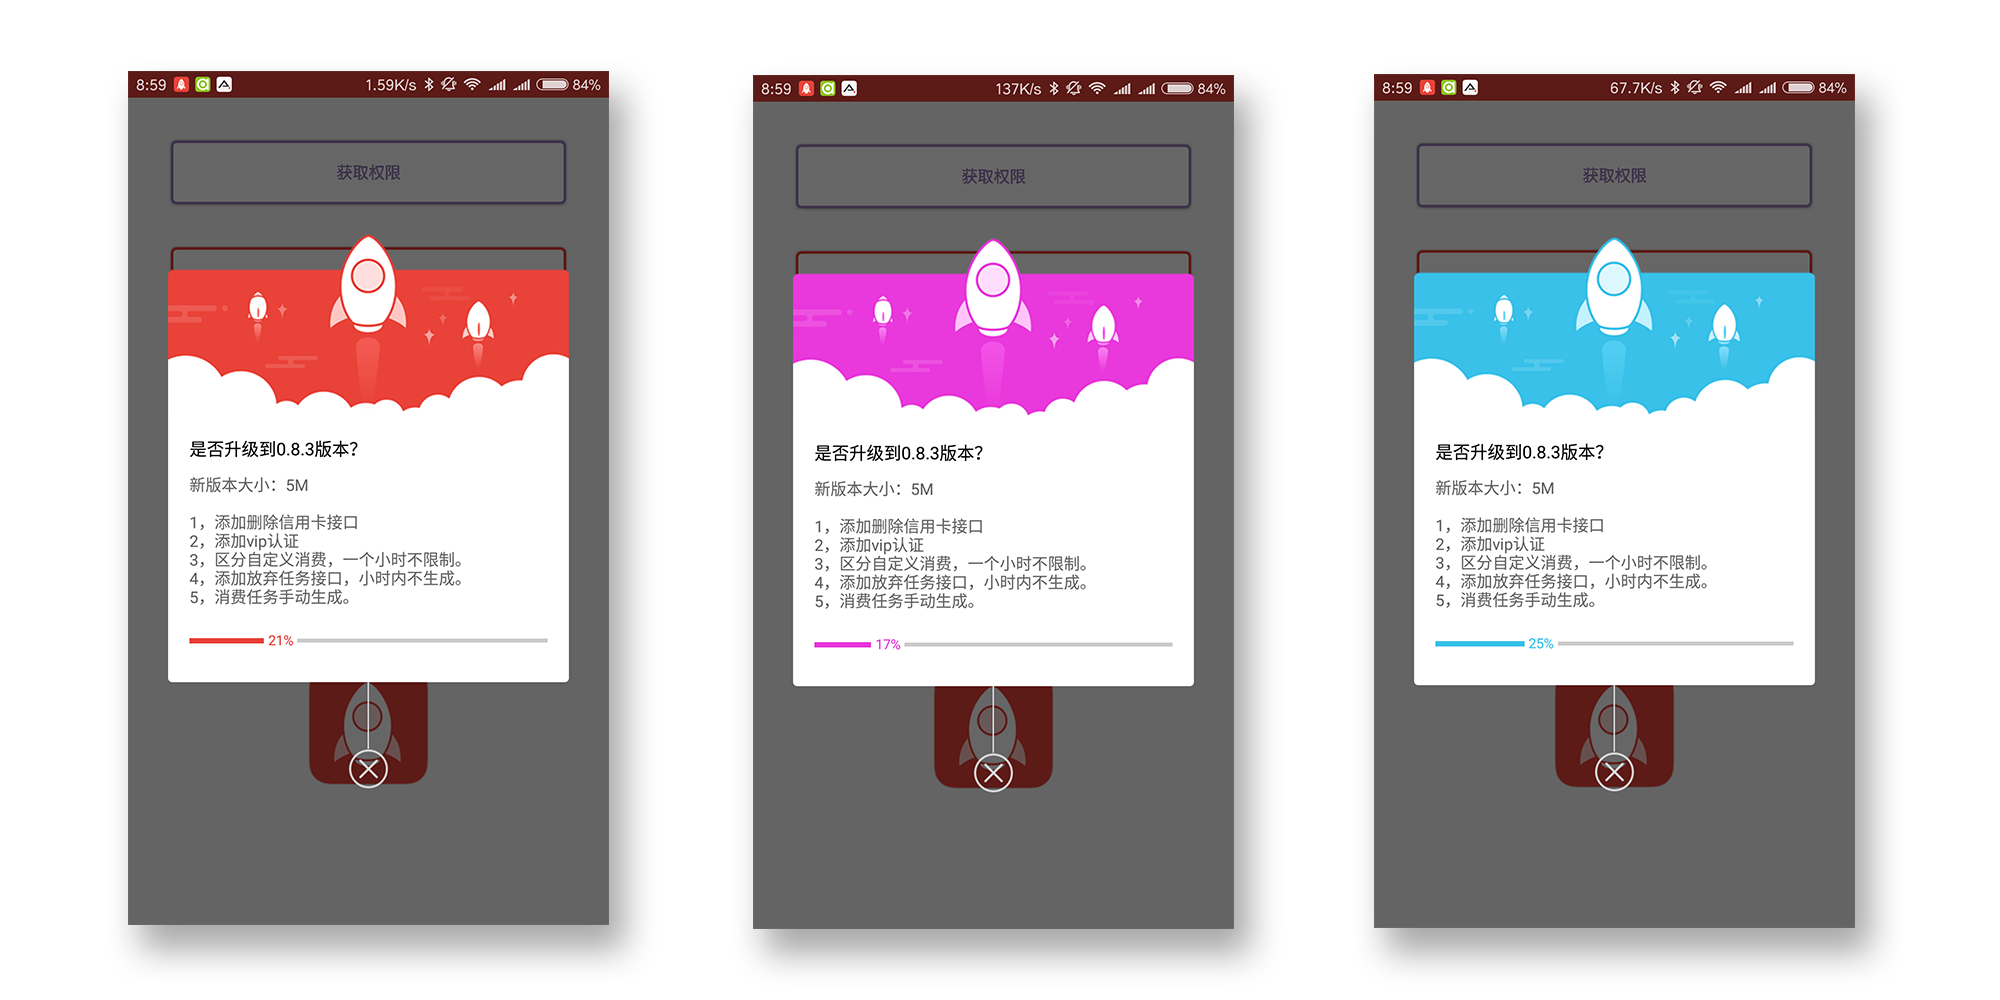 8:59 1.59K/s 84%
获取权限
是否升级到0.8.3版本?
新版本大小：5M
1，添加删除信用卡接口
2，添加vip认证
3，区分自定义消费，一个小时不限制。
4，添加放弃任务接口，小时内不生成。
5，消费任务手动生成。
21%
8:59 137K/s 84%
获取权限
是否升级到0.8.3版本?
新版本大小：5M
1，添加删除信用卡接口
2，添加vip认证
3，区分自定义消费，一个小时不限制。
4，添加放弃任务接口，小时内不生成。
5，消费任务手动生成。
17%
8:59 67.7K/s 84%
获取权限
是否升级到0.8.3版本?
新版本大小：5M
1，添加删除信用卡接口
2，添加vip认证
3，区分自定义消费，一个小时不限制。
4，添加放弃任务接口，小时内不生成。
5，消费任务手动生成。
25%